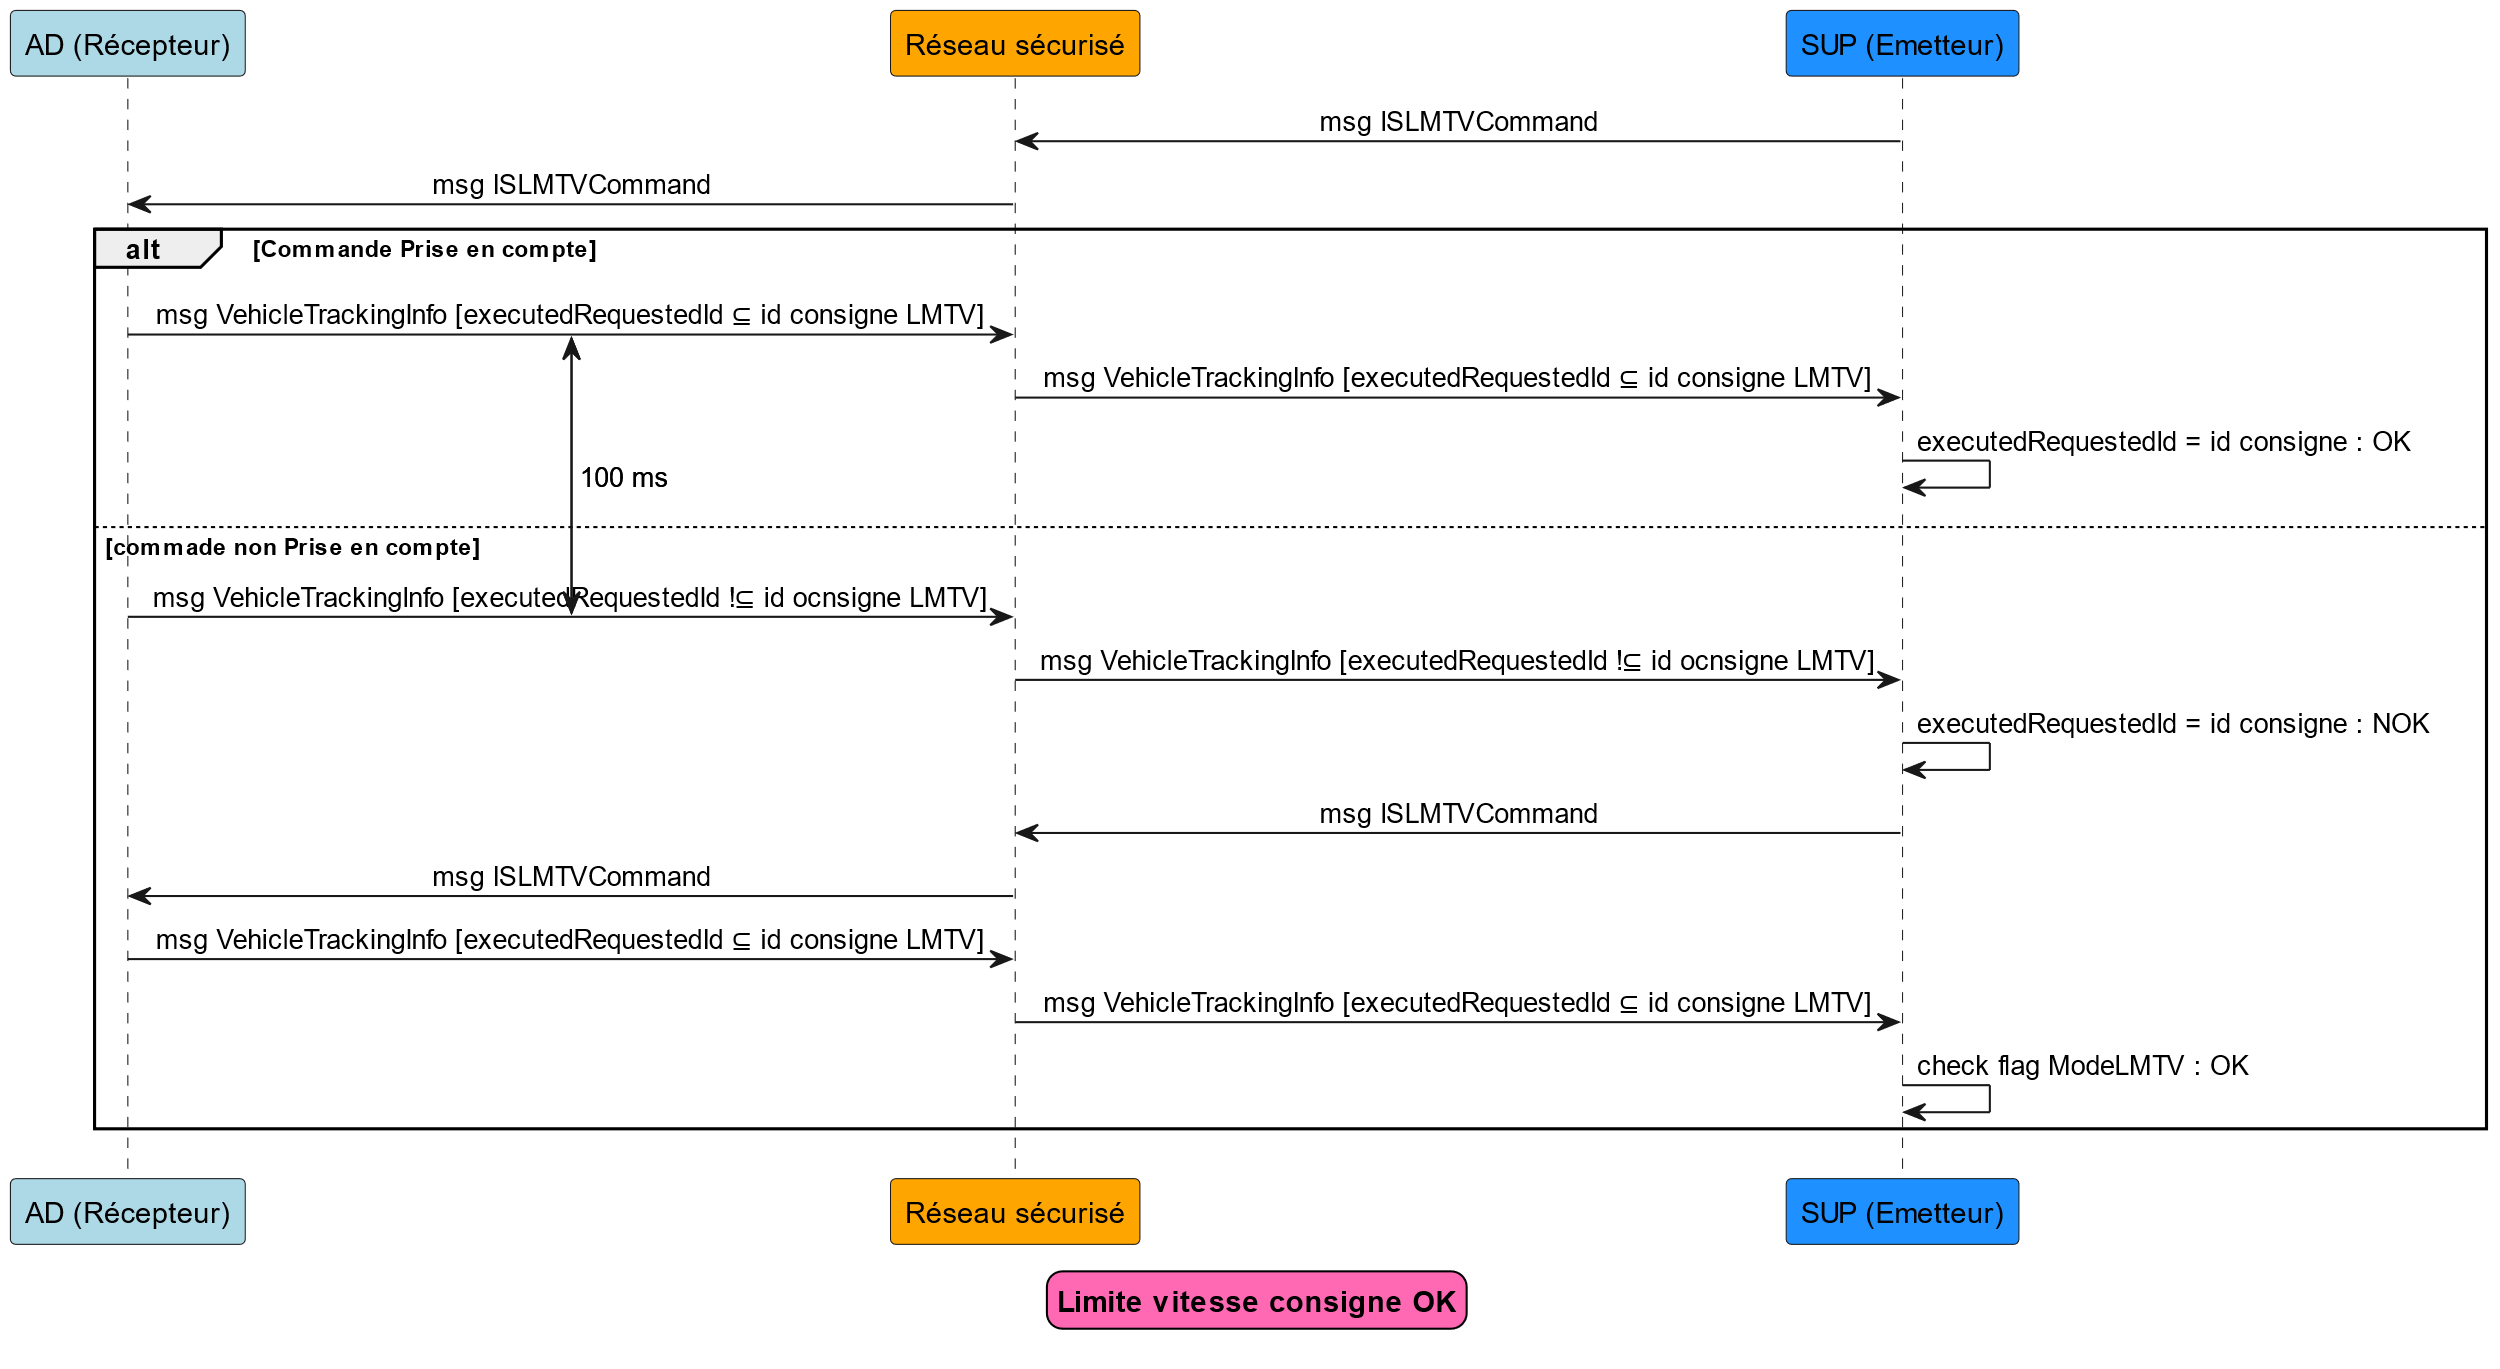 AD (Récepteur)
Réseau sécurisé
SUP (Emetteur)
msg ISLMTVCommand
msg ISLMTVCommand
alt
[Commande Prise en compte]
msg VehicleTrackingInfo [executedRequestedId ⊆ id consigne LMTV]
msg VehicleTrackingInfo [executedRequestedId ⊆ id consigne LMTV]
executedRequestedId = id consigne : OK
100 ms
[commade non Prise en compte]
msg VehicleTrackingInfo [executedRequestedId !⊆ id ocnsigne LMTV]
msg VehicleTrackingInfo [executedRequestedId !⊆ id ocnsigne LMTV]
executedRequestedId = id consigne : NOK
msg ISLMTVCommand
msg ISLMTVCommand
msg VehicleTrackingInfo [executedRequestedId ⊆ id consigne LMTV]
msg VehicleTrackingInfo [executedRequestedId ⊆ id consigne LMTV]
check flag ModeLMTV : OK
AD (Récepteur)
Réseau sécurisé
SUP (Emetteur)
Limite vitesse consigne OK